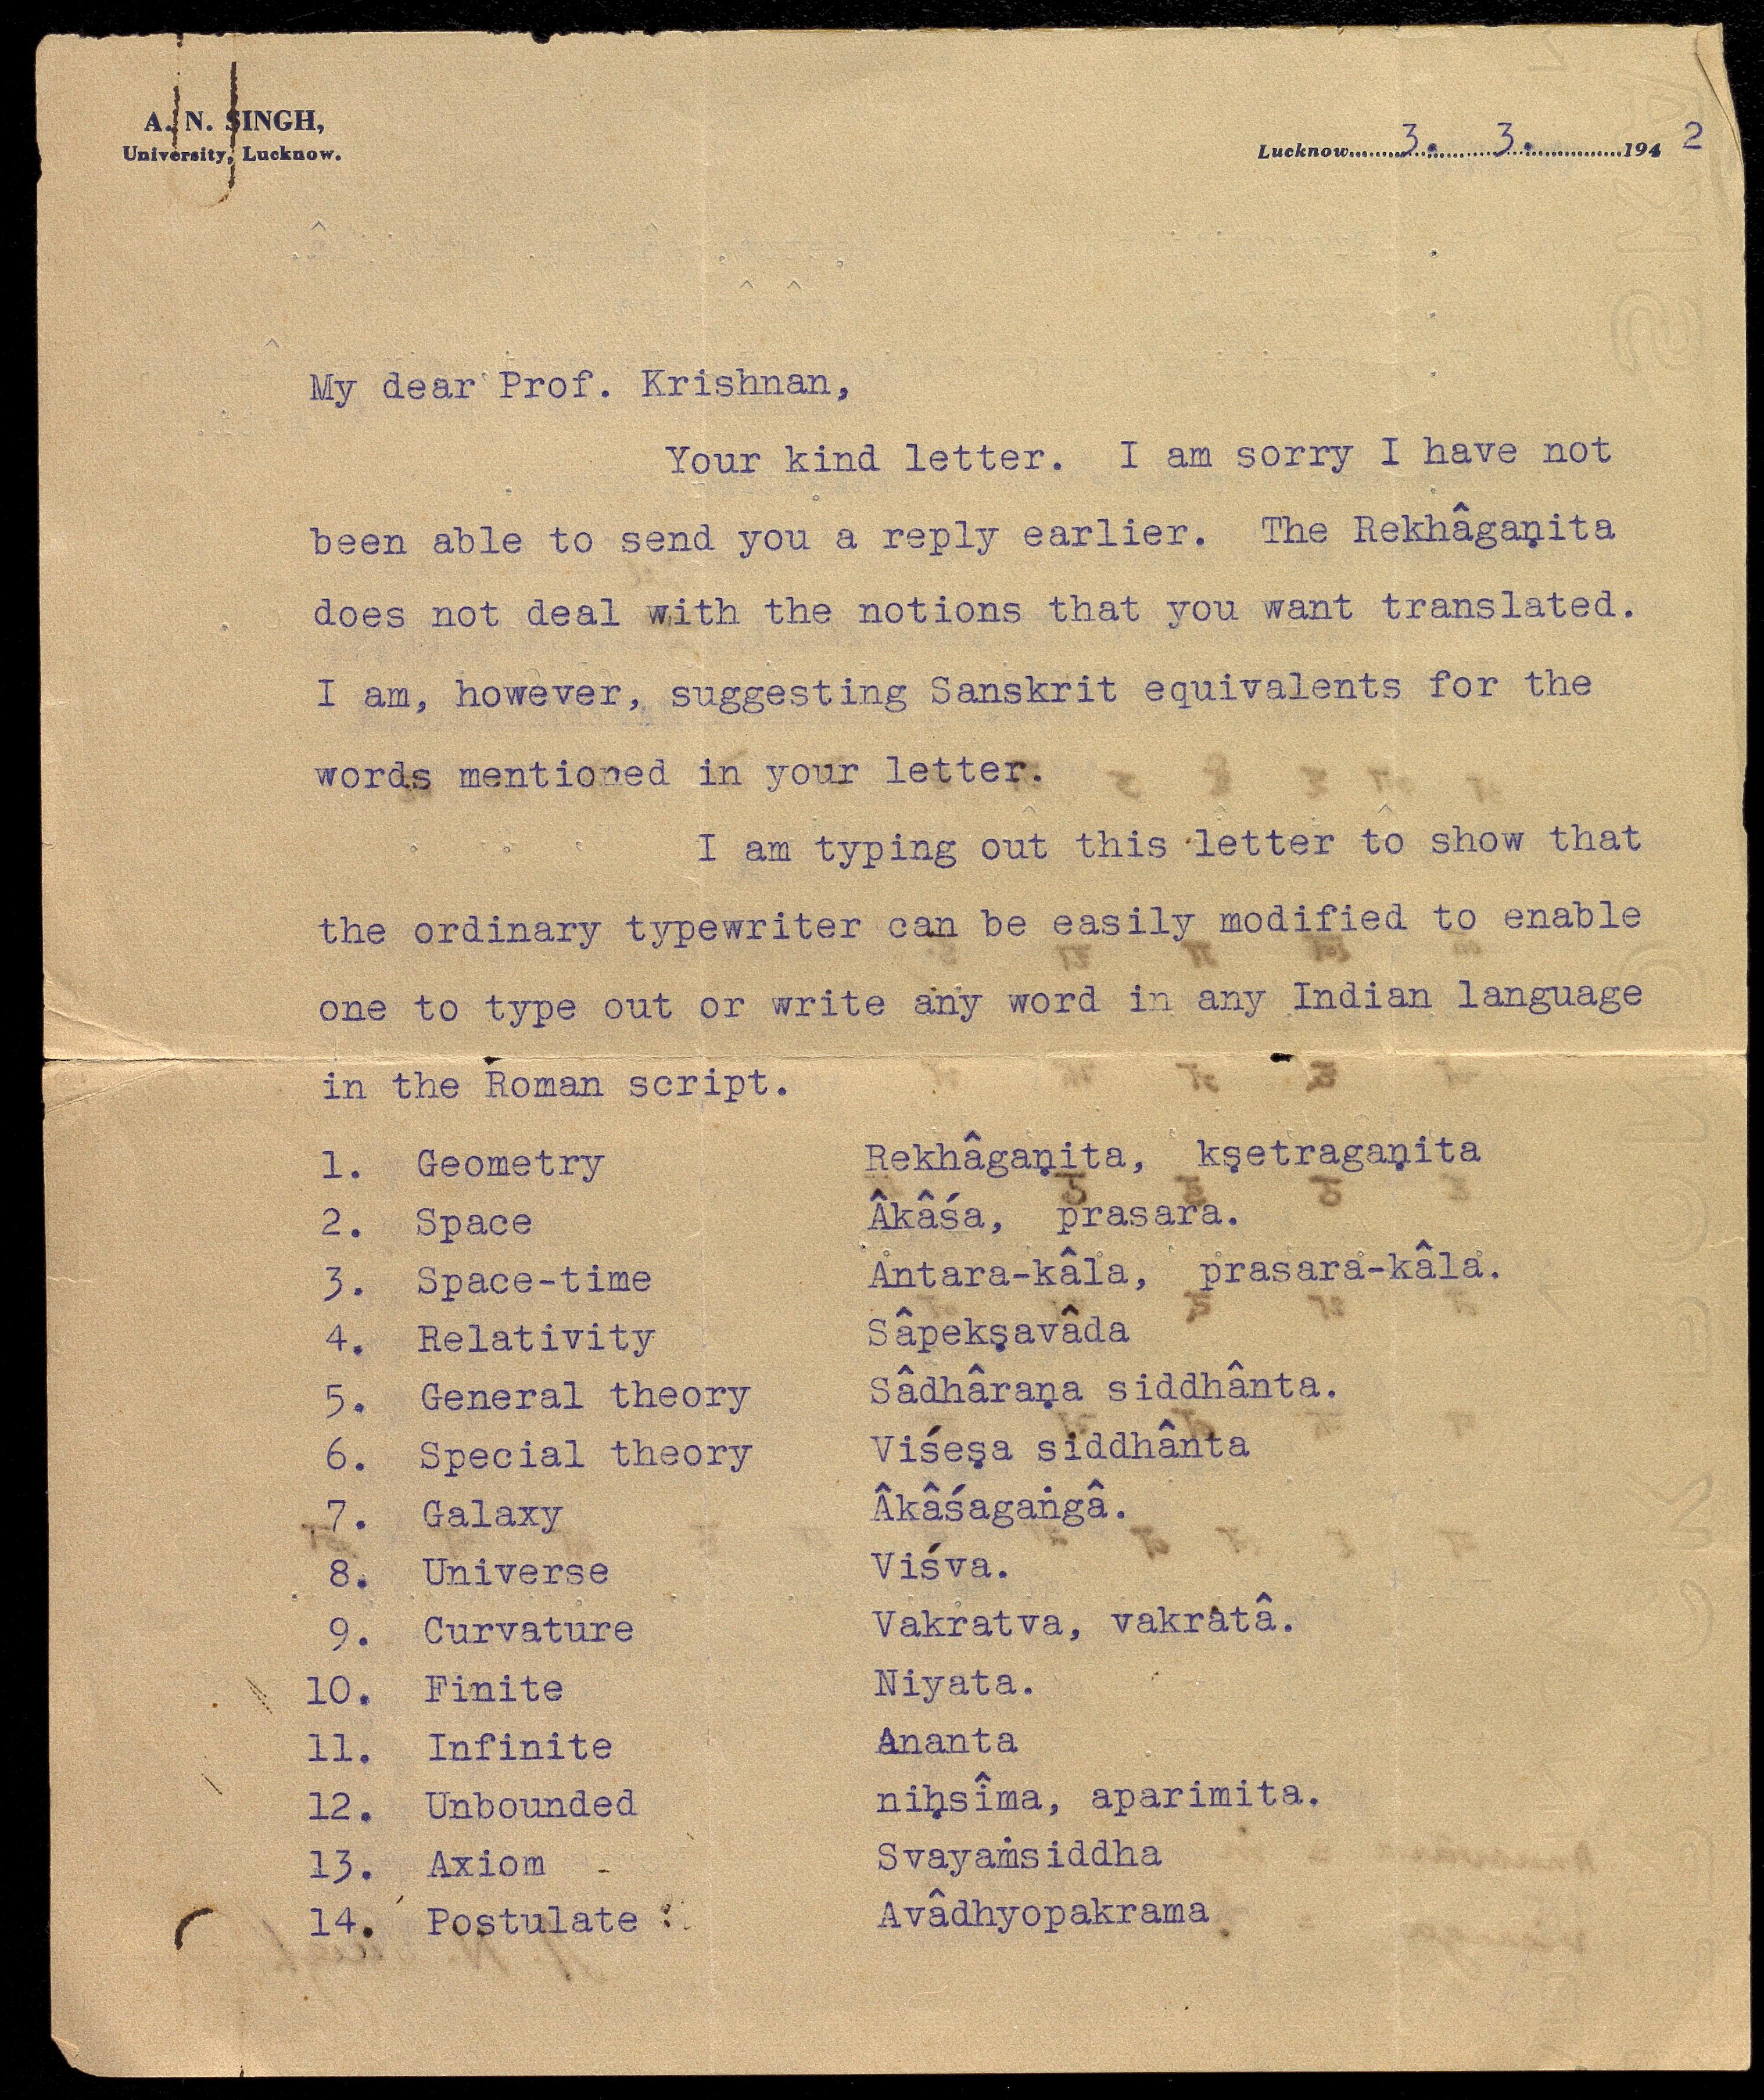 A. N. SINGH,
University, Lucknow.
Lucknow 3. 3. 1942
My dear Prof. Krishnan,
Your kind letter. I am sorry I have not
been able to send you a reply earlier. The Rekhâgaṇita
does not deal with the notions that you want translated.
I am, however, suggesting Sanskrit equivalents for the
words mentioned in your letter.
I am typing out this letter to show that
the ordinary typewriter can be easily modified to enable
one to type out or write any word in any Indian language
in the Roman script.
1. Geometry Rekhâgaṇita, kṣetragaṇita
2. Space Âkâśa, prasara.
3. Space-time Antara-kâla, prasara-kâla.
4. Relativity Sâpekṣavâda
5. General theory Sâdhâraṇa siddhânta.
6. Special theory Viśeṣa siddhânta
7. Galaxy Âkâśagaṅgâ.
8. Universe Viśva.
9. Curvature Vakratva, vakratâ.
10. Finite Niyata.
11. Infinite Ananta
12. Unbounded niḥsîma, aparimita.
13. Axiom Svayaṁsiddha
14. Postulate Avâdhyopakrama